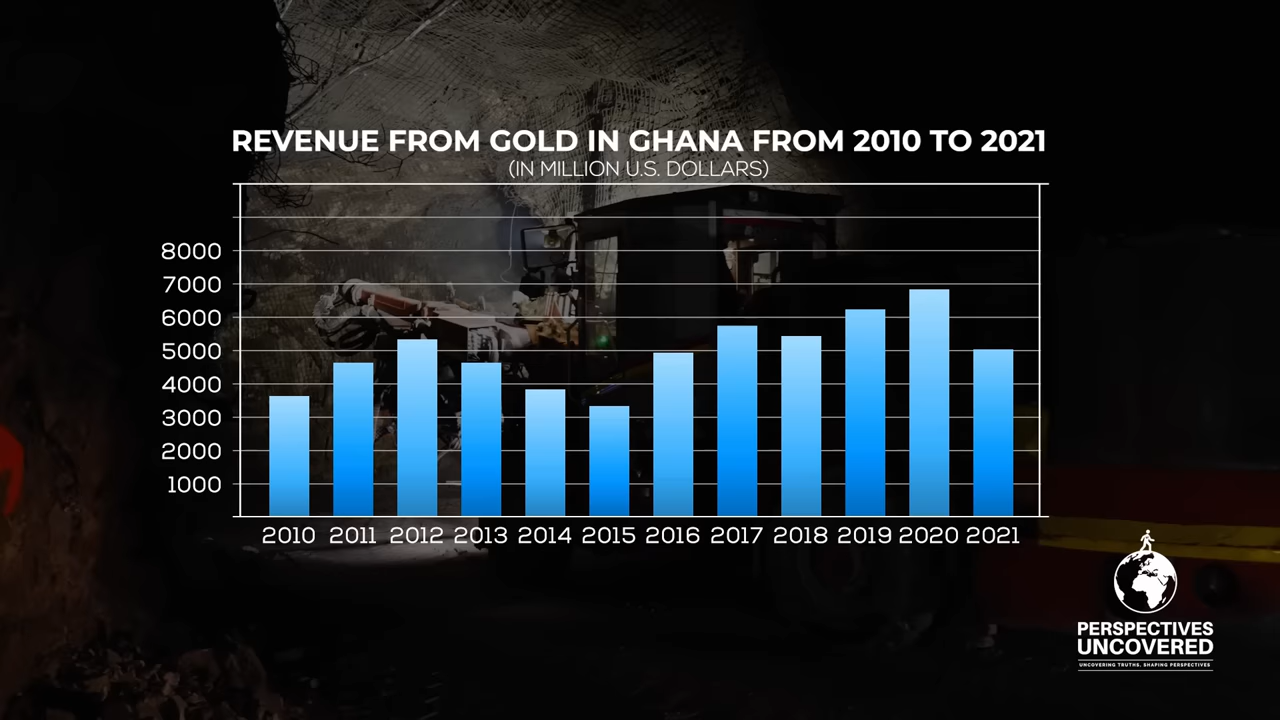 REVENUE FROM GOLD IN GHANA FROM 2010 TO 2021
(IN MILLION U.S. DOLLARS)
8000
7000
6000
5000
4000
3000
2000
1000
2010 2011 2012 2013 2014 2015 2016 2017 2018 2019 2020 2021
PERSPECTIVES
UNCOVERED
UNCOVERING TRUTHS, SHAPING PERSPECTIVES